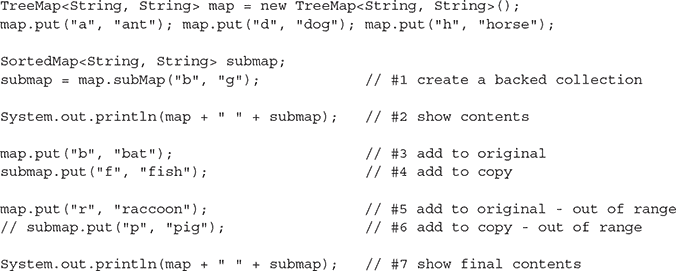 TreeMap<String, String> map = new TreeMap<String, String>();
map.put("a", "ant"); map.put("d", "dog"); map.put("h", "horse");
SortedMap<String, String> submap;
submap = map.subMap("b", "g"); // #1 create a backed collection
System.out.println(map + " " + submap); // #2 show contents
map.put("b", "bat"); // #3 add to original
submap.put("f", "fish"); // #4 add to copy
map.put("r", "raccoon"); // #5 add to original - out of range
// submap.put("p", "pig"); // #6 add to copy - out of range
System.out.println(map + " " + submap); // #7 show final contents